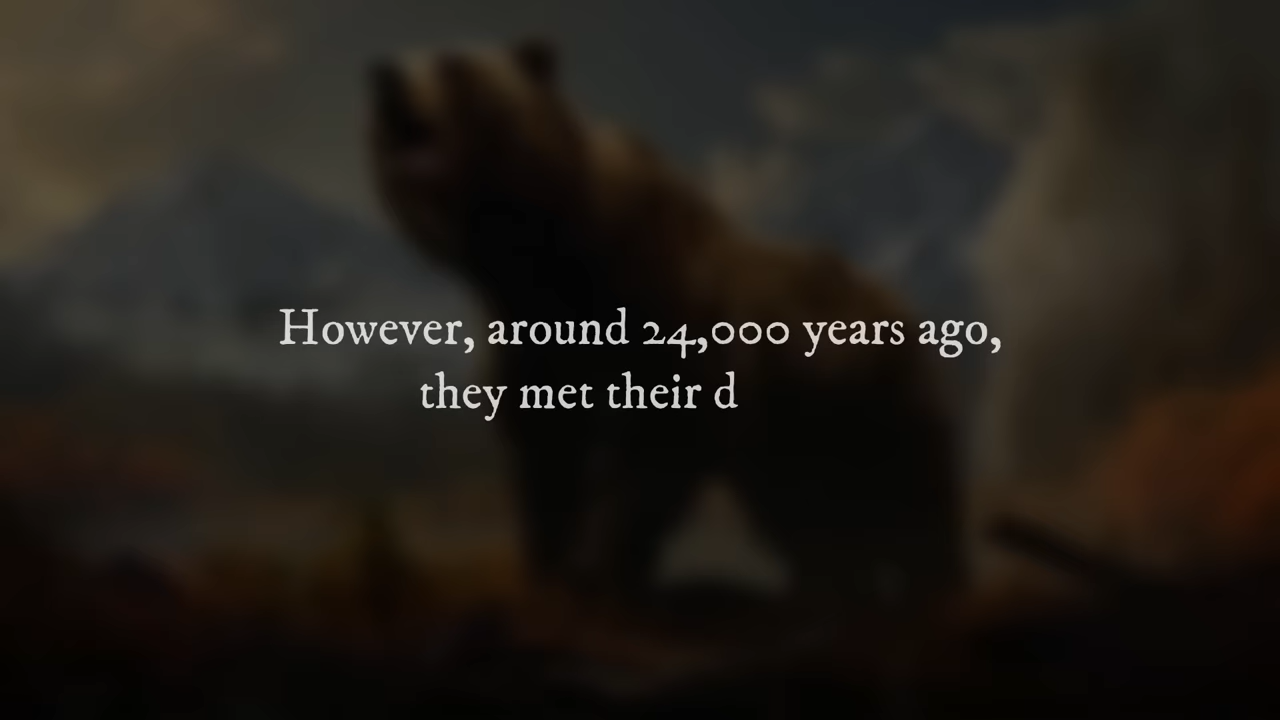 However, around 24,000 years ago,
they met their d